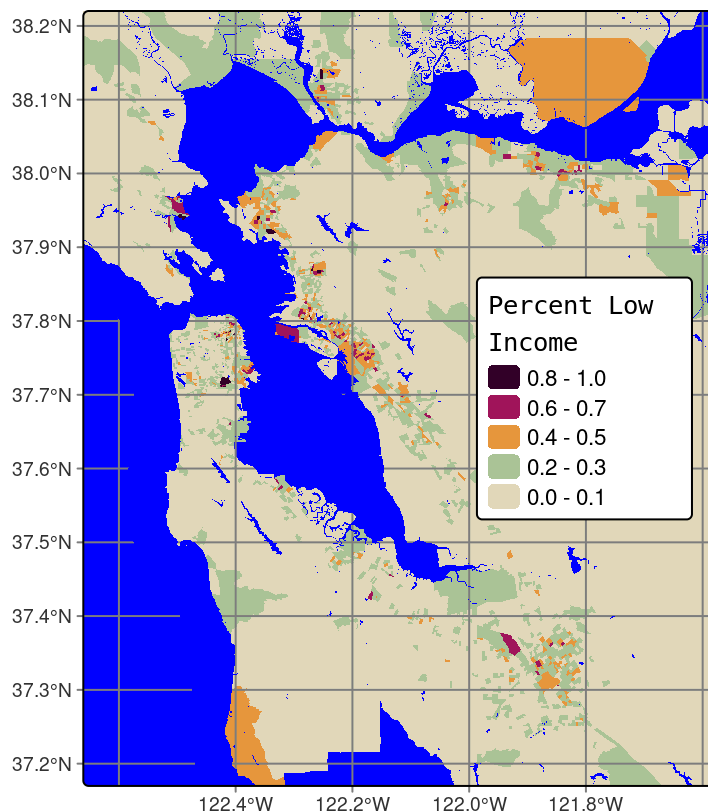 38.2°N
38.1°N
38.0°N
37.9°N
37.8°N
37.7°N
37.6°N
37.5°N
37.4°N
37.3°N
37.2°N
Percent Low
Income
0.8 - 1.0
0.6 - 0.7
0.4 - 0.5
0.2 - 0.3
0.0 - 0.1
122.4°W 122.2°W 122.0°W 121.8°W